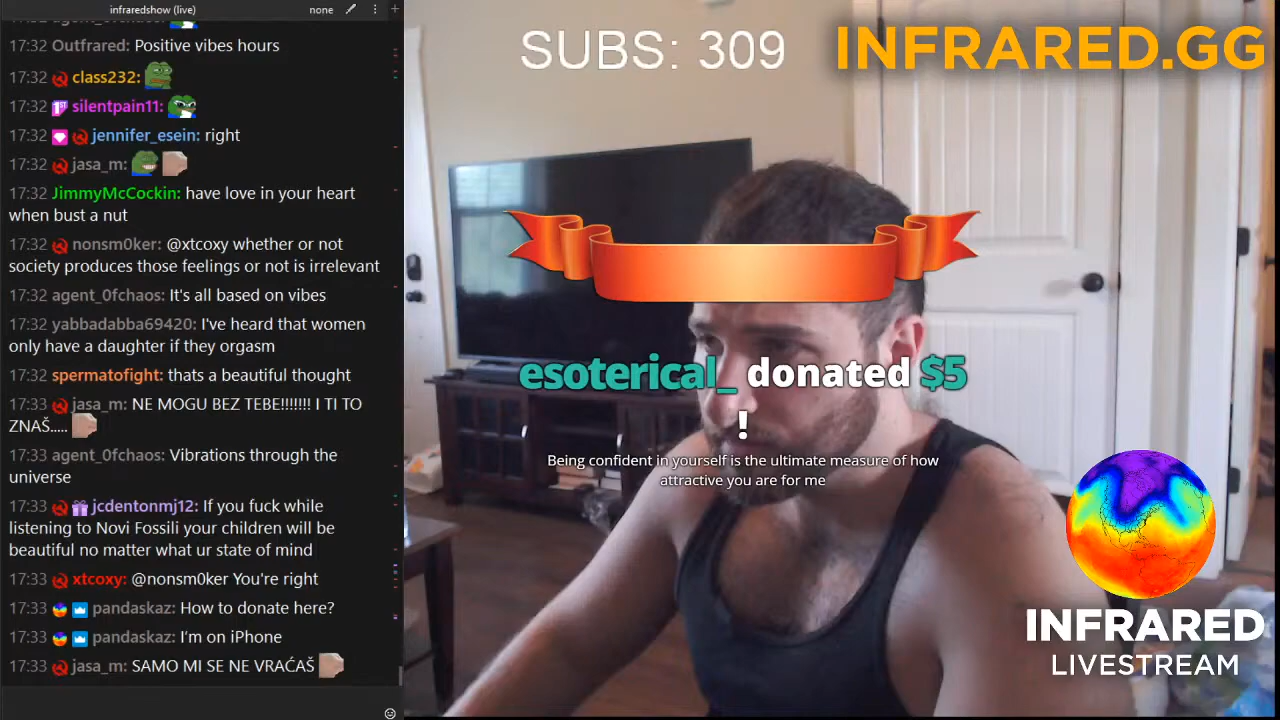 infraredshow (live)
none
17:32 Outfrared: Positive vibes hours
17:32 class232:
17:32 silentpain11:
17:32 jennifer_esein: right
17:32 jasa_m:
17:32 JimmyMcCockin: have love in your heart
when bust a nut
17:32 nonsm0ker: @xtcoxy whether or not
society produces those feelings or not is irrelevant
17:32 agent_0fchaos: It's all based on vibes
17:32 yabbadabba69420: I've heard that women
only have a daughter if they orgasm
17:32 spermatofight: thats a beautiful thought
17:33 jasa_m: NE MOGU BEZ TEBE!!!!!!! I TI TO
ZNAŠ.....
17:33 agent_0fchaos: Vibrations through the
universe
17:33 jcdentonmj12: If you fuck while
listening to Novi Fossili your children will be
beautiful no matter what ur state of mind
17:33 xtcoxy: @nonsm0ker You're right
17:33 pandaskaz: How to donate here?
17:33 pandaskaz: I'm on iPhone
17:33 jasa_m: SAMO MI SE NE VRAĆAŠ
SUBS: 309
INFRARED.GG
esoterical_ donated $5
!
Being confident in yourself is the ultimate measure of how
attractive you are for me
INFRARED
LIVESTREAM